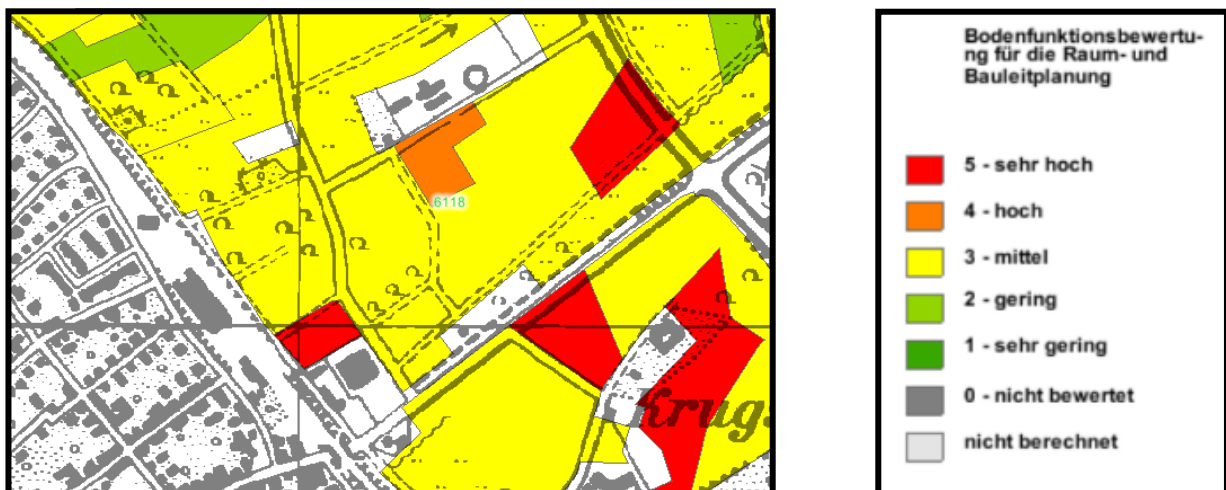 6118
Krugs
Bodenfunktionsbewertu-
ng für die Raum- und
Bauleitplanung
5 - sehr hoch
4 - hoch
3 - mittel
2 - gering
1 - sehr gering
0 - nicht bewertet
nicht berechnet